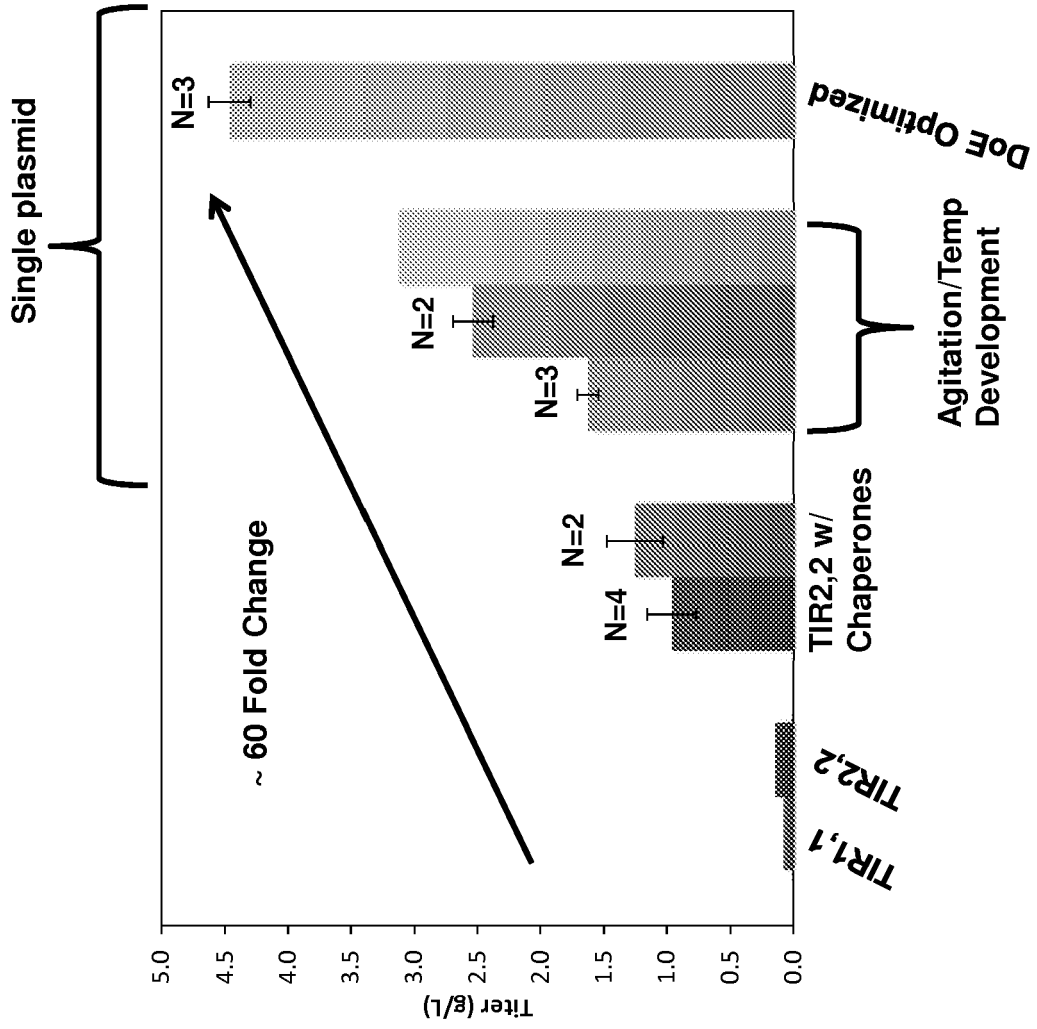 Single plasmid
~ 60 Fold Change
Titer (g/L)
5.0
4.5
4.0
3.5
3.0
2.5
2.0
1.5
1.0
0.5
0.0
N=4
N=2
N=3
N=2
N=3
TIR1,1
TIR2,2
TIR2,2 w/
Chaperones
Agitation/Temp
Development
DoE Optimized